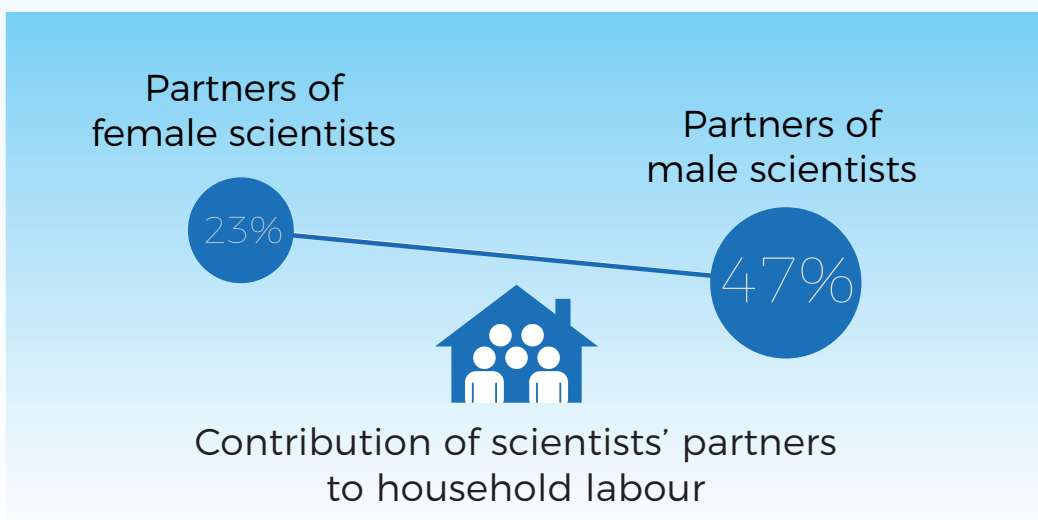 Partners of
female scientists
23%
Partners of
male scientists
47%
Contribution of scientists’ partners
to household labour